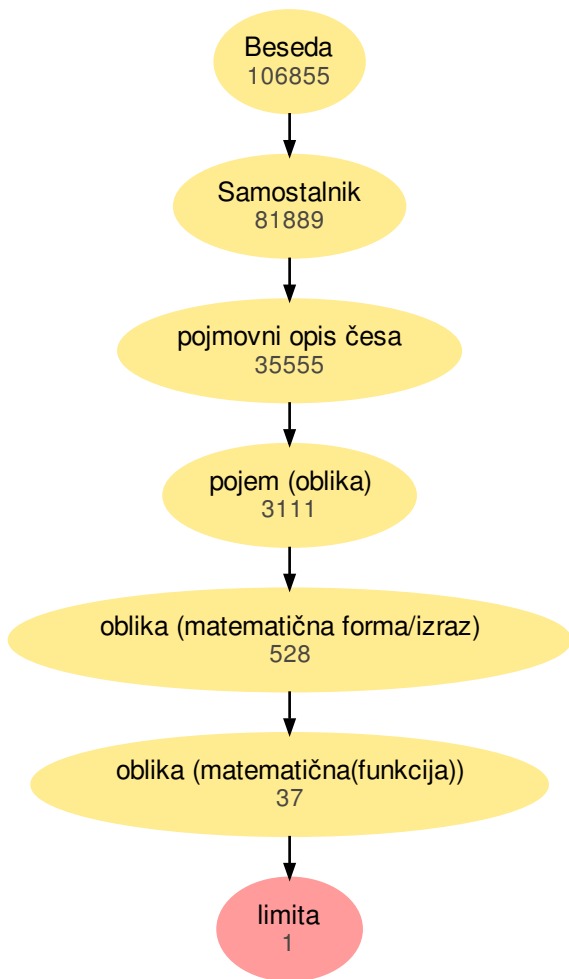 Beseda
106855
Samostalnik
81889
pojmovni opis česa
35555
pojem (oblika)
3111
oblika (matematična forma/izraz)
528
oblika (matematična(funkcija))
37
limita
1